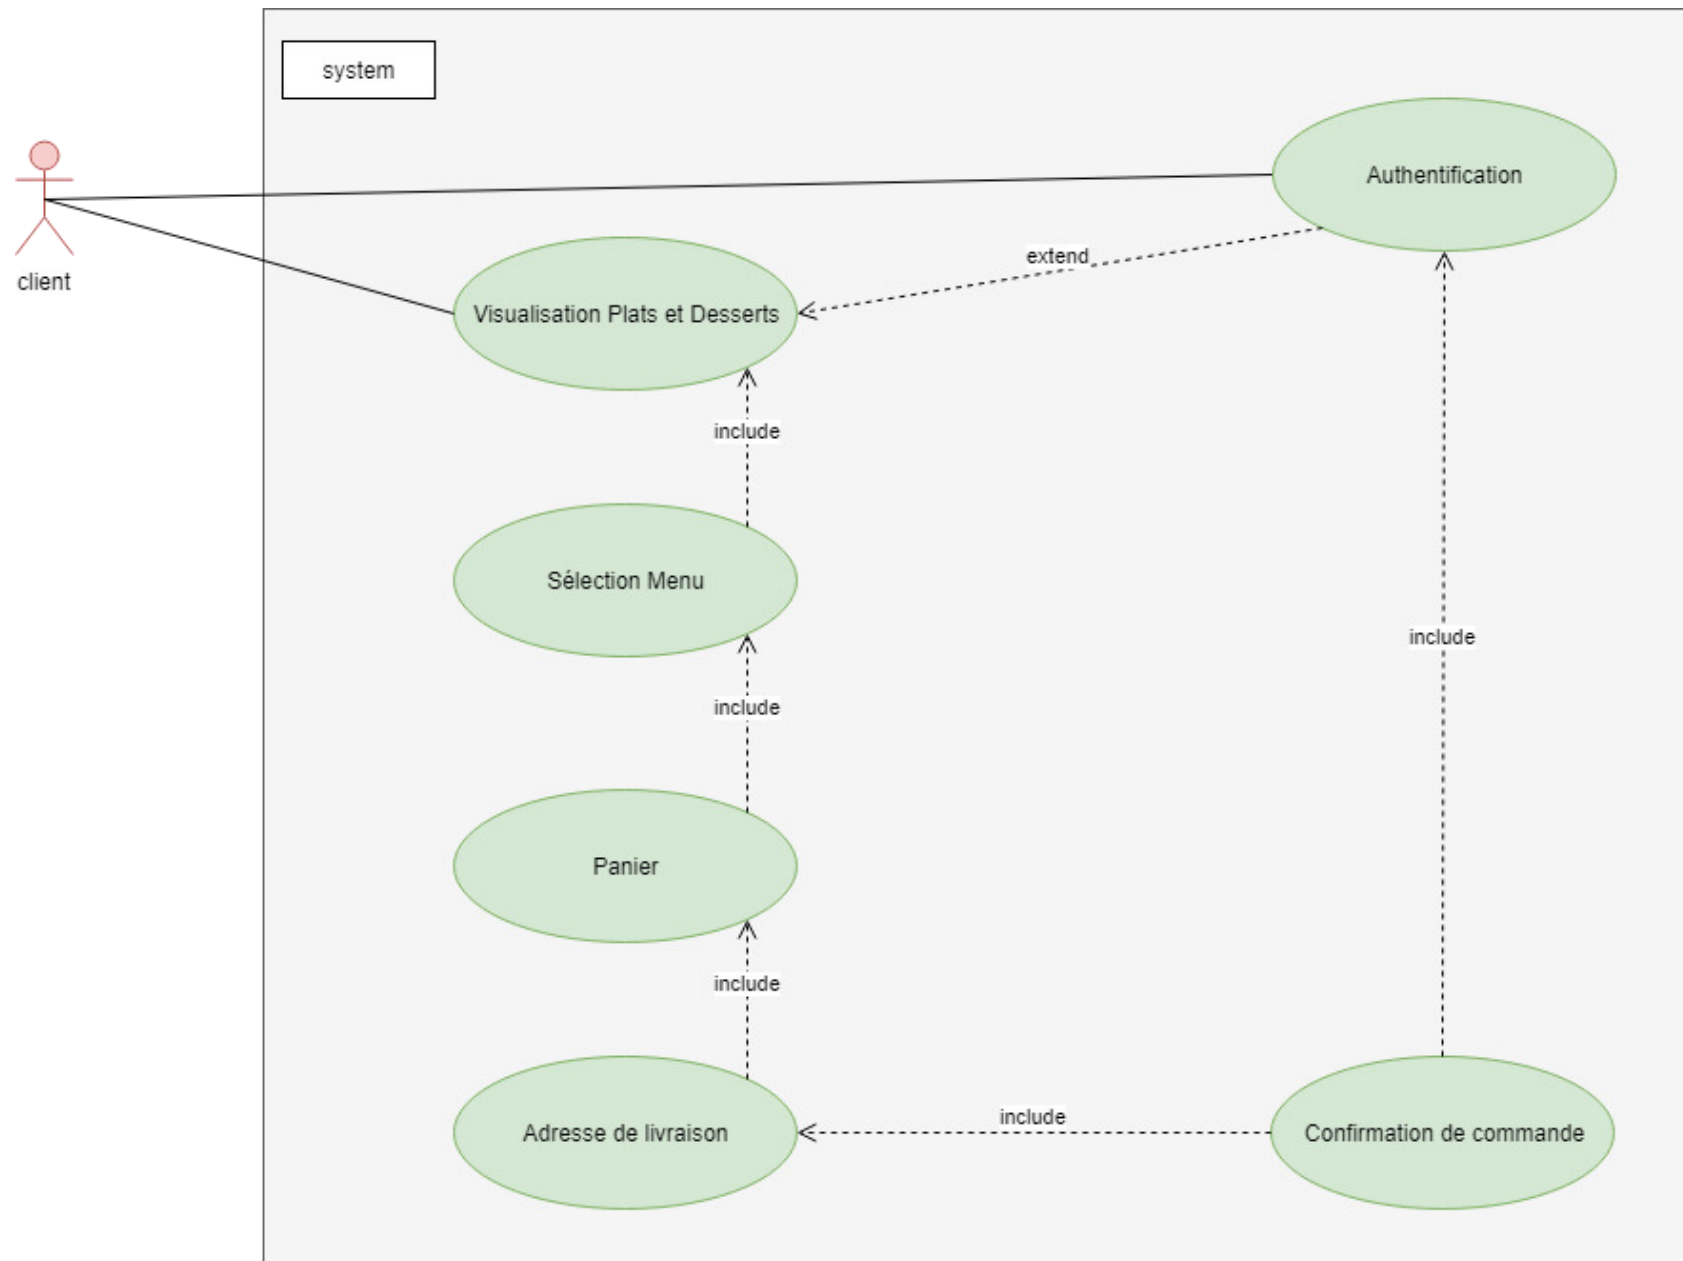 system
Authentification
extend
client
Visualisation Plats et Desserts
include
Sélection Menu
include
include
Panier
include
include
Adresse de livraison
Confirmation de commande